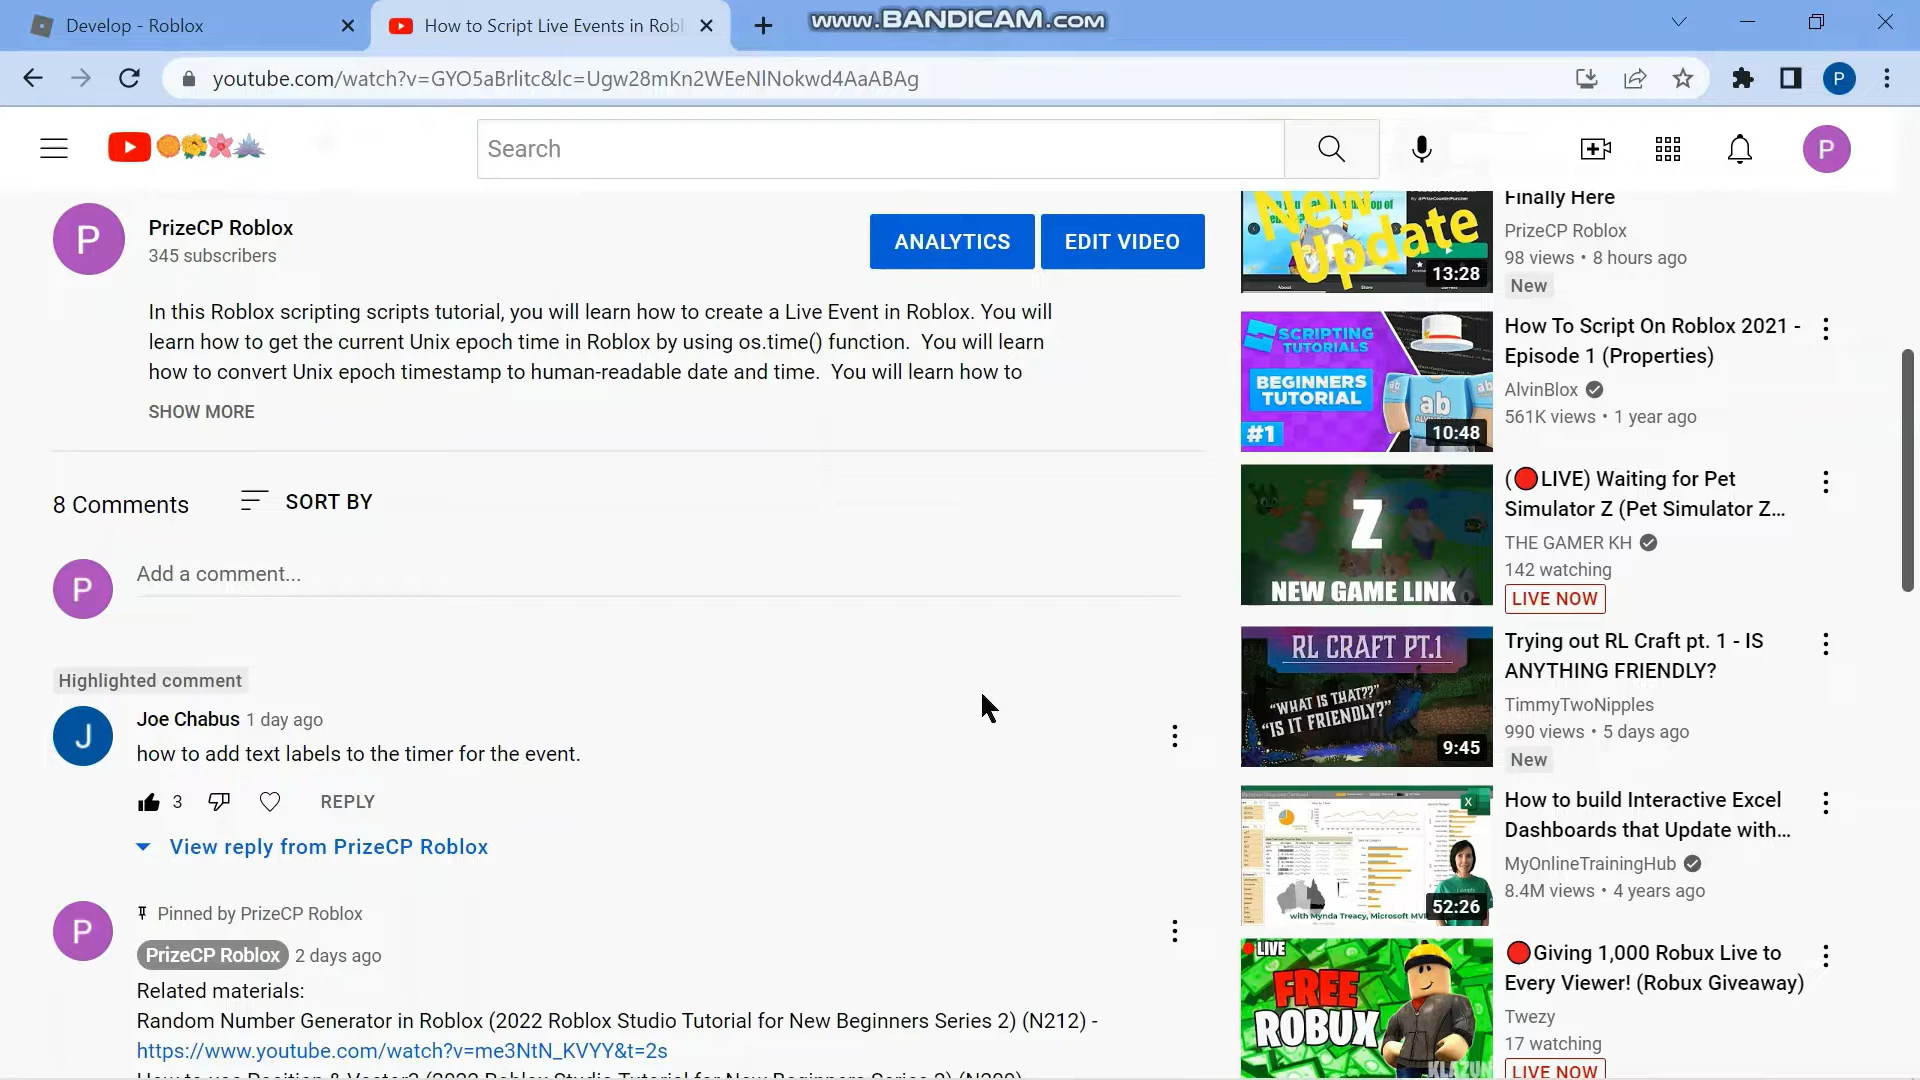 Develop - Roblox
How to Script Live Events in Robl
www.BANDICAM.com
youtube.com/watch?v=GYO5aBrlitc&lc=Ugw28mKn2WEeNlNokwd4AaABAg
Search
P
PrizeCP Roblox
345 subscribers
ANALYTICS
EDIT VIDEO
In this Roblox scripting scripts tutorial, you will learn how to create a Live Event in Roblox. You will
learn how to get the current Unix epoch time in Roblox by using os.time() function. You will learn
how to convert Unix epoch timestamp to human-readable date and time. You will learn how to
SHOW MORE
8 Comments
SORT BY
P
Add a comment...
Highlighted comment
J
Joe Chabus 1 day ago
how to add text labels to the timer for the event.
3
REPLY
View reply from PrizeCP Roblox
P
Pinned by PrizeCP Roblox
PrizeCP Roblox 2 days ago
Related materials:
Random Number Generator in Roblox (2022 Roblox Studio Tutorial for New Beginners Series 2) (N212) -
https://www.youtube.com/watch?v=me3NtN_KVYY&t=2s
New Update
13:28
Finally Here
PrizeCP Roblox
98 views • 8 hours ago
New
SCRIPTING
TUTORIALS
BEGINNERS
TUTORIAL
#1
ab
10:48
How To Script On Roblox 2021 -
Episode 1 (Properties)
AlvinBlox
561K views • 1 year ago
Z
NEW GAME LINK
(LIVE) Waiting for Pet
Simulator Z (Pet Simulator Z...
THE GAMER KH
142 watching
LIVE NOW
RL CRAFT PT.1
"WHAT IS THAT??"
"IS IT FRIENDLY?"
9:45
Trying out RL Craft pt. 1 - IS
ANYTHING FRIENDLY?
TimmyTwoNipples
990 views • 5 days ago
New
with Mynda Treacy, Microsoft MVP
52:26
How to build Interactive Excel
Dashboards that Update with...
MyOnlineTrainingHub
8.4M views • 4 years ago
LIVE
FREE
ROBUX
Giving 1,000 Robux Live to
Every Viewer! (Robux Giveaway)
Twezy
17 watching
LIVE NOW